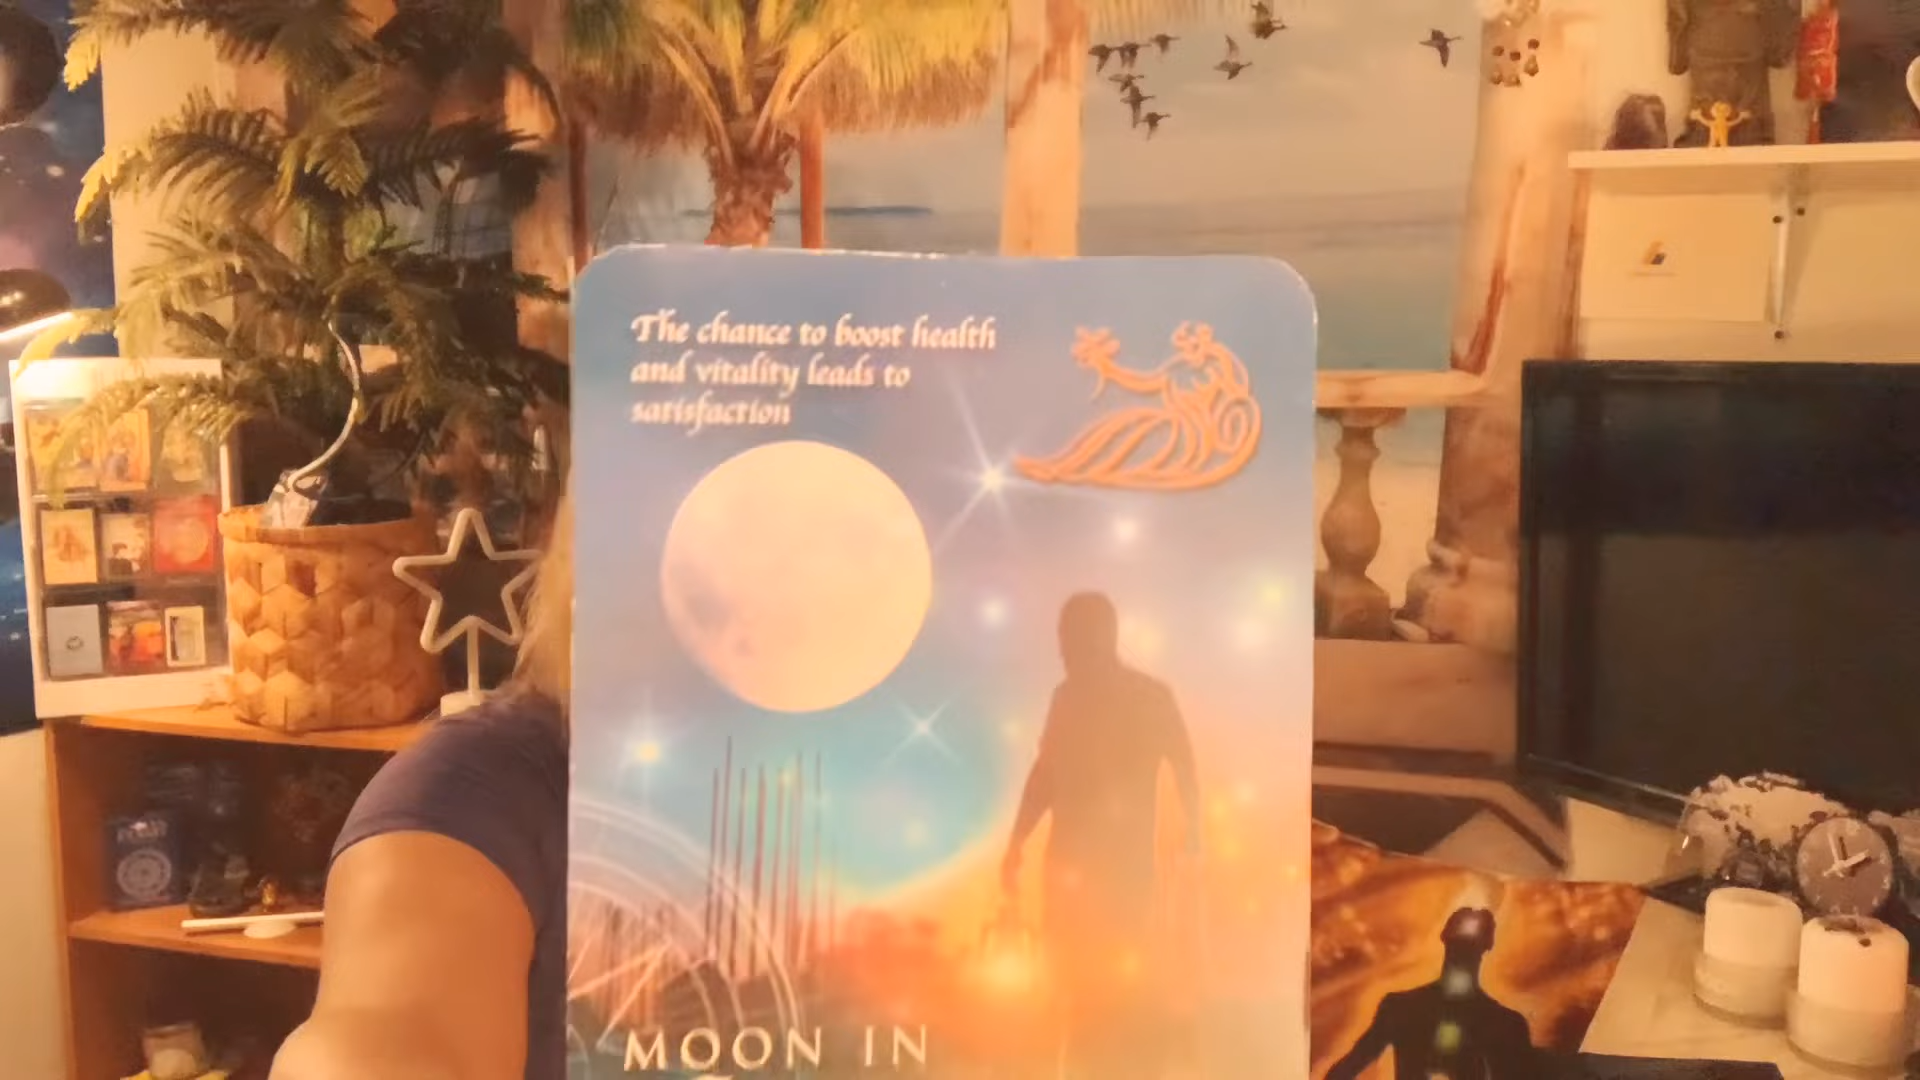 The chance to boost health
and vitality leads to
satisfaction
MOON IN